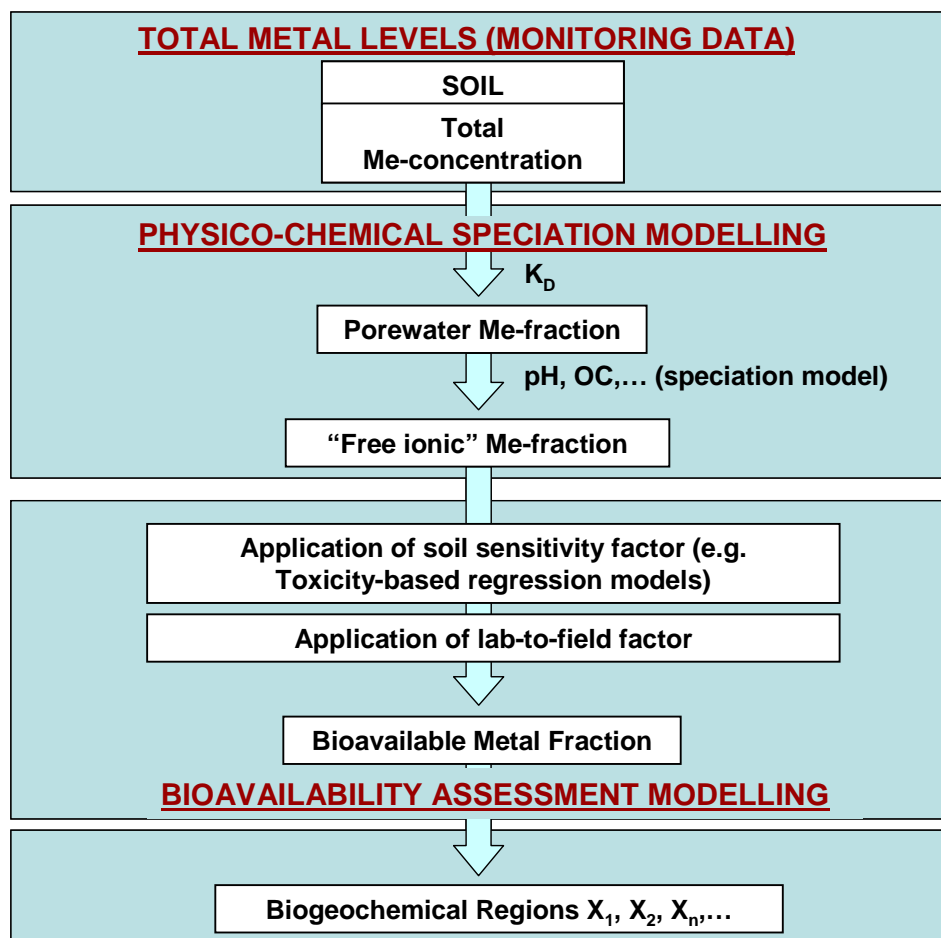 TOTAL METAL LEVELS (MONITORING DATA)
SOIL
Total
Me-concentration
PHYSICO-CHEMICAL SPECIATION MODELLING
K_D
Porewater Me-fraction
pH, OC,… (speciation model)
“Free ionic” Me-fraction
Application of soil sensitivity factor (e.g.
Toxicity-based regression models)
Application of lab-to-field factor
Bioavailable Metal Fraction
BIOAVAILABILITY ASSESSMENT MODELLING
Biogeochemical Regions X₁, X₂, Xₙ,…